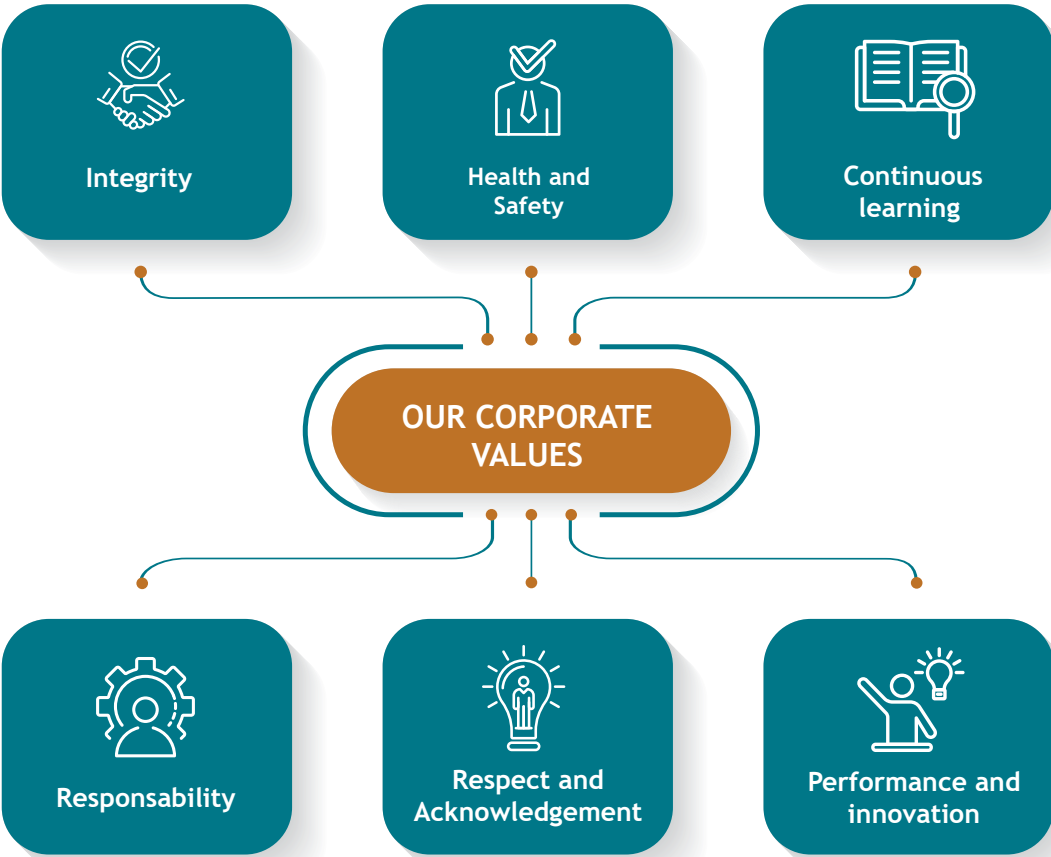 Integrity
Health and
Safety
Continuous
learning
OUR CORPORATE
VALUES
Responsability
Respect and
Acknowledgement
Performance and
innovation